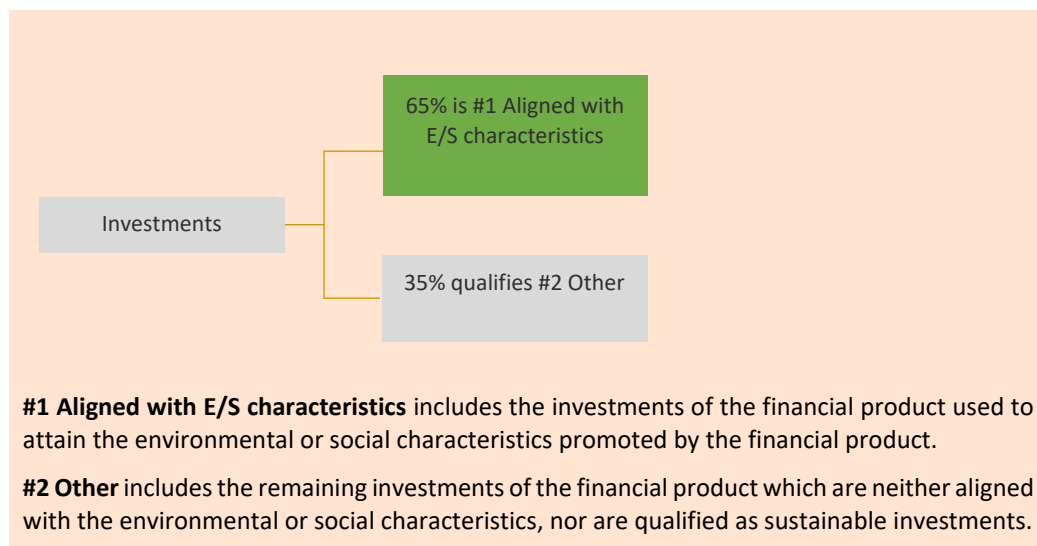 65% is #1 Aligned with
E/S characteristics
Investments
35% qualifies #2 Other
#1 Aligned with E/S characteristics includes the investments of the financial product used to
attain the environmental or social characteristics promoted by the financial product.
#2 Other includes the remaining investments of the financial product which are neither aligned
with the environmental or social characteristics, nor are qualified as sustainable investments.